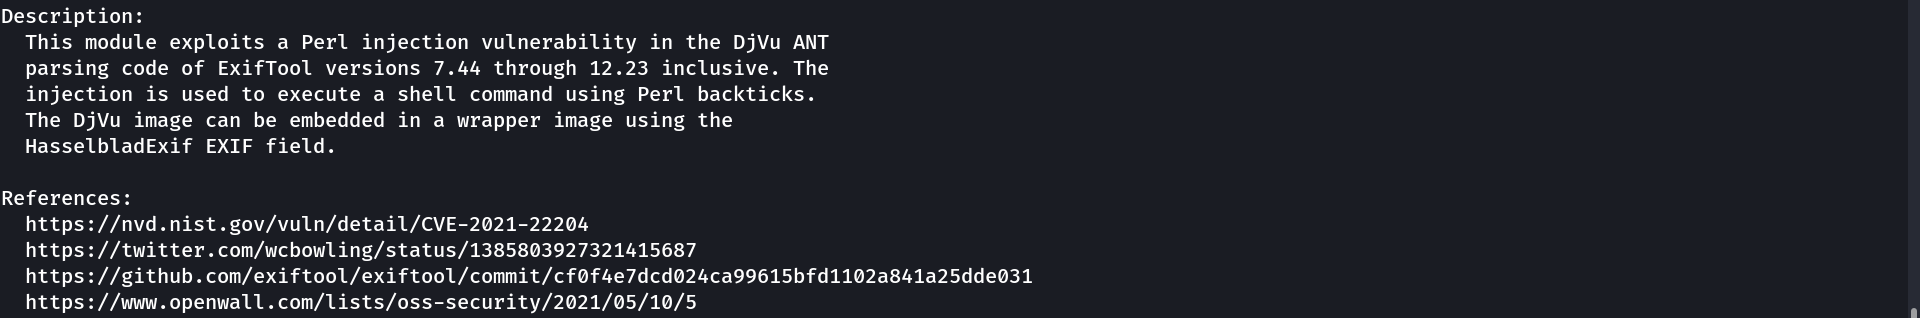 Description:
This module exploits a Perl injection vulnerability in the DjVu ANT
parsing code of ExifTool versions 7.44 through 12.23 inclusive. The
injection is used to execute a shell command using Perl backticks.
The DjVu image can be embedded in a wrapper image using the
HasselbladExif EXIF field.
References:
https://nvd.nist.gov/vuln/detail/CVE-2021-22204
https://twitter.com/wcbowling/status/1385803927321415687
https://github.com/exiftool/exiftool/commit/cf0f4e7dcd024ca99615bfd1102a841a25dde031
https://www.openwall.com/lists/oss-security/2021/05/10/5